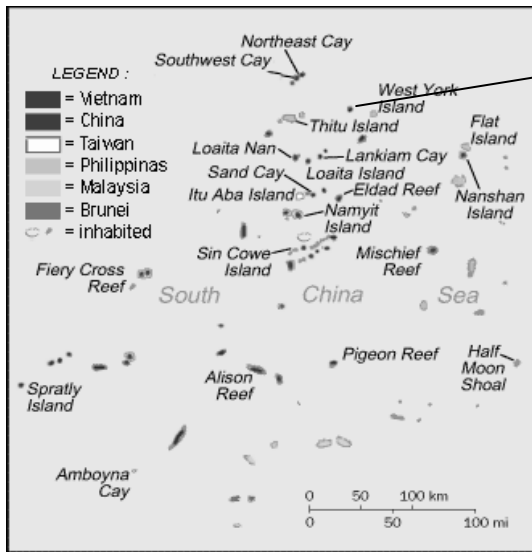 Northeast Cay
Southwest Cay
LEGEND :
= Vietnam
= China
= Taiwan
= Philippinas
= Malaysia
= Brunei
= inhabited
West York
Island
Thitu Island
Flat
Island
Loaita Nan
Lankiam Cay
Loaita Island
Sand Cay
Itu Aba Island
Eldad Reef
Nanshan
Island
Namyit
Island
Sin Cowe
Island
Mischief
Reef
Fiery Cross
Reef
South China Sea
Pigeon Reef
Half
Moon
Shoal
Spratly
Island
Alison
Reef
Amboyna
Cay
0 50 100 km
0 50 100 mi